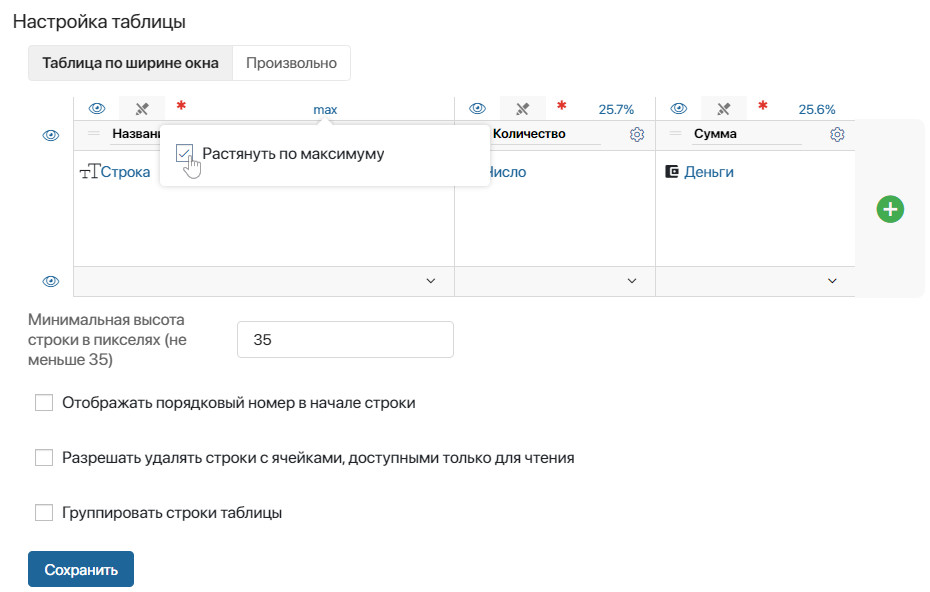 Настройка таблицы
Таблица по ширине окна Произвольно
* max * 25.7% * 25.6%
Назван Количество Сумма
Растянуть по максимуму
Строка исло Деньги
Минимальная высота
строки в пикселях (не
меньше 35)
35
Отображать порядковый номер в начале строки
Разрешать удалять строки с ячейками, доступными только для чтения
Группировать строки таблицы
Сохранить